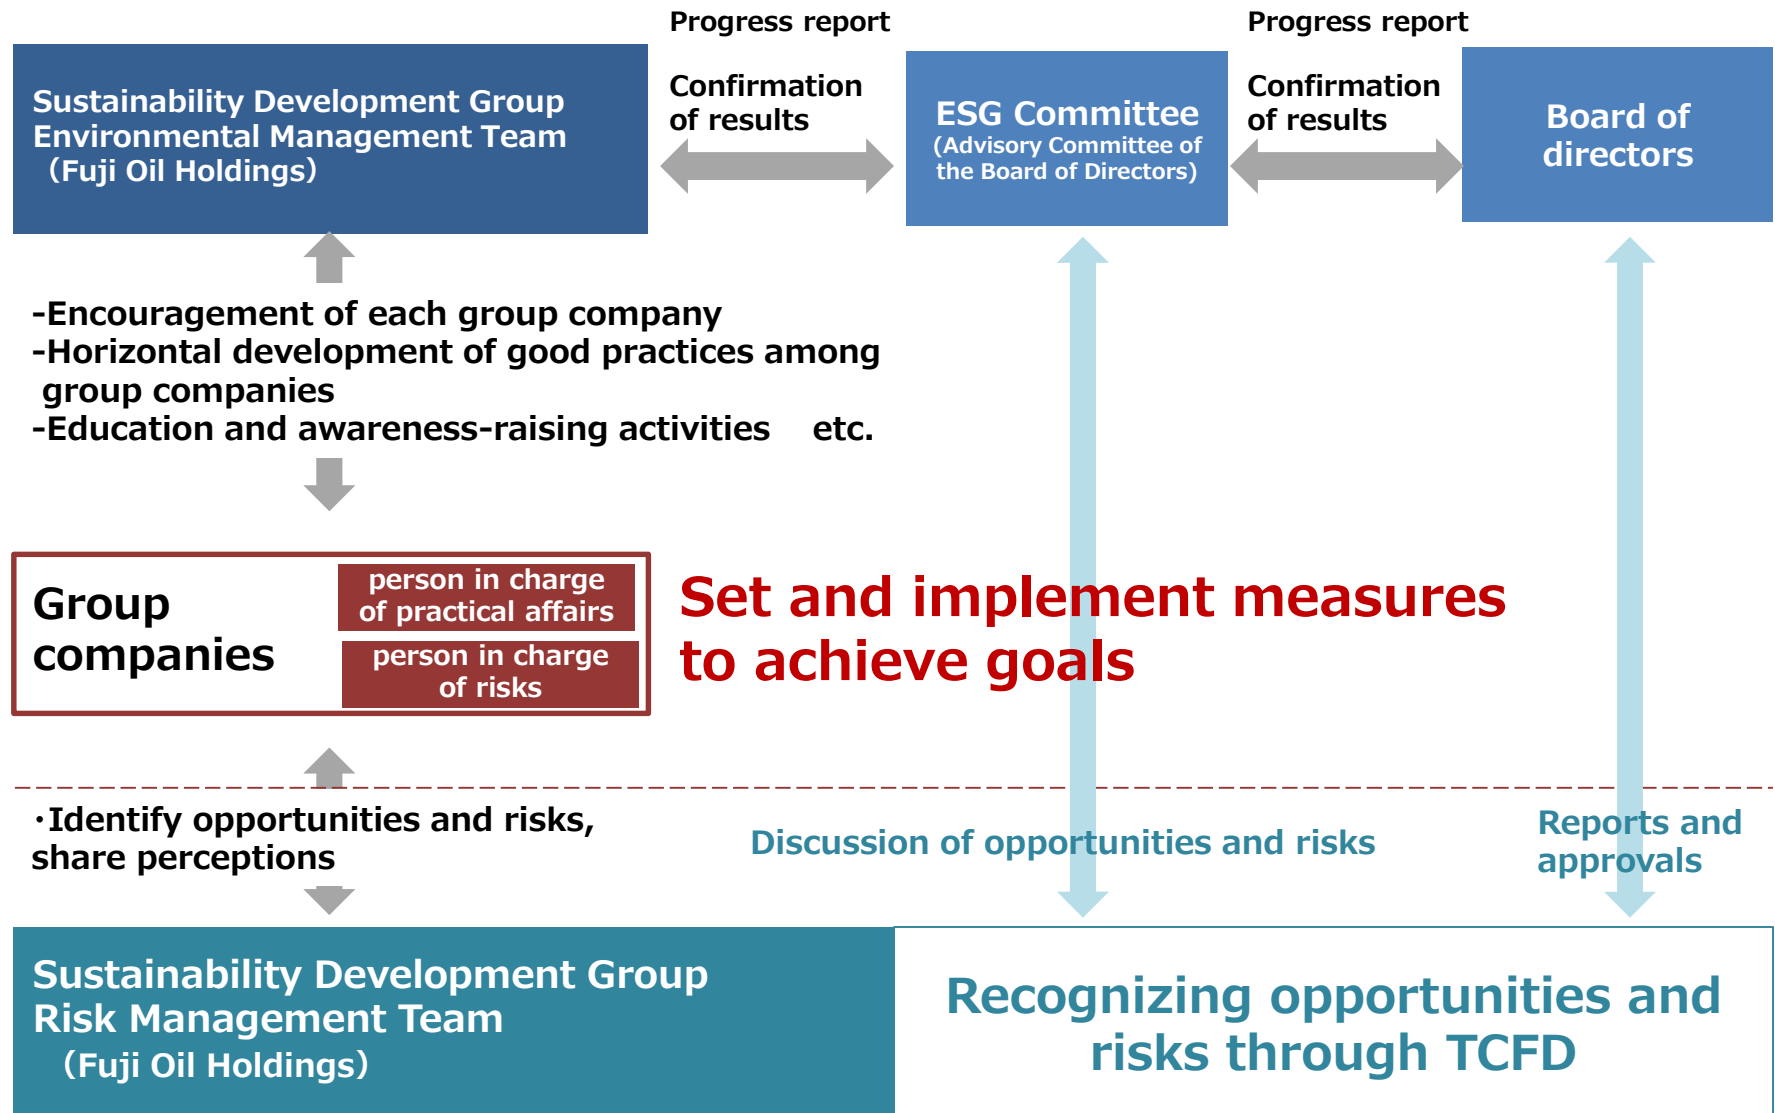 Progress report
Progress report
Sustainability Development Group
Environmental Management Team
（Fuji Oil Holdings）
Confirmation
of results
ESG Committee
(Advisory Committee of
the Board of Directors)
Confirmation
of results
Board of
directors
-Encouragement of each group company
-Horizontal development of good practices among
group companies
-Education and awareness-raising activities　etc.
Group
companies
person in charge
of practical affairs
person in charge
of risks
Set and implement measures
to achieve goals
・Identify opportunities and risks,
share perceptions
Discussion of opportunities and risks
Reports and
approvals
Sustainability Development Group
Risk Management Team
（Fuji Oil Holdings）
Recognizing opportunities and
risks through TCFD